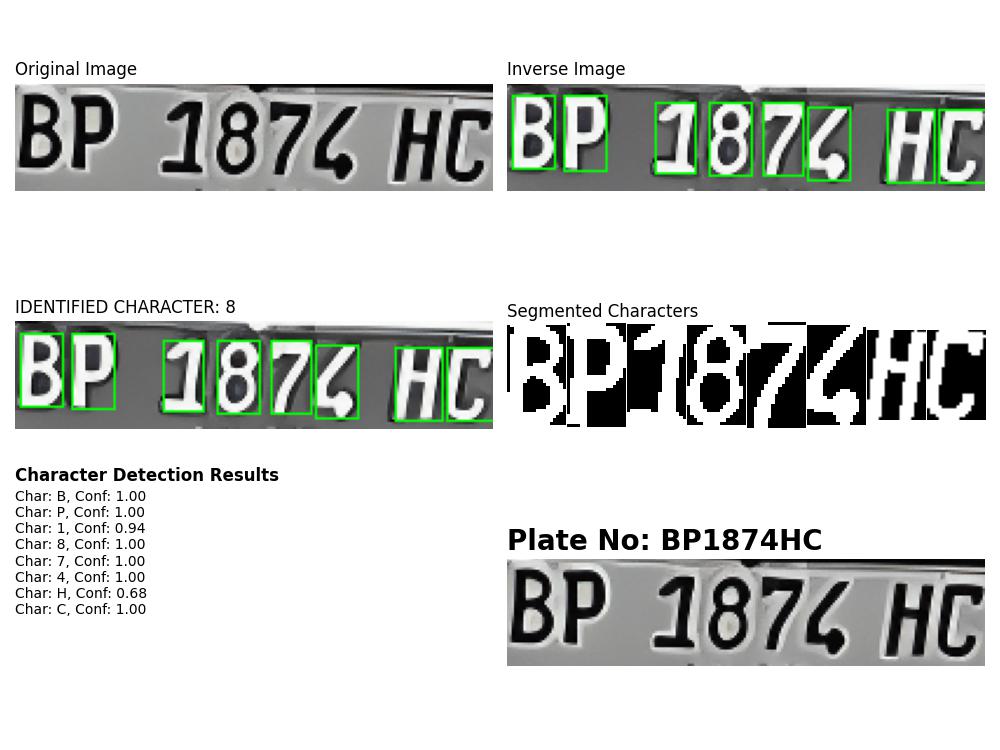 Original Image
BP 1874 HC
Inverse Image
BP 1874 HC
IDENTIFIED CHARACTER: 8
BP 1874 HC
Segmented Characters
BP1874HC
Character Detection Results
Char: B, Conf: 1.00
Char: P, Conf: 1.00
Char: 1, Conf: 0.94
Char: 8, Conf: 1.00
Char: 7, Conf: 1.00
Char: 4, Conf: 1.00
Char: H, Conf: 0.68
Char: C, Conf: 1.00
Plate No: BP1874HC
BP 1874 HC